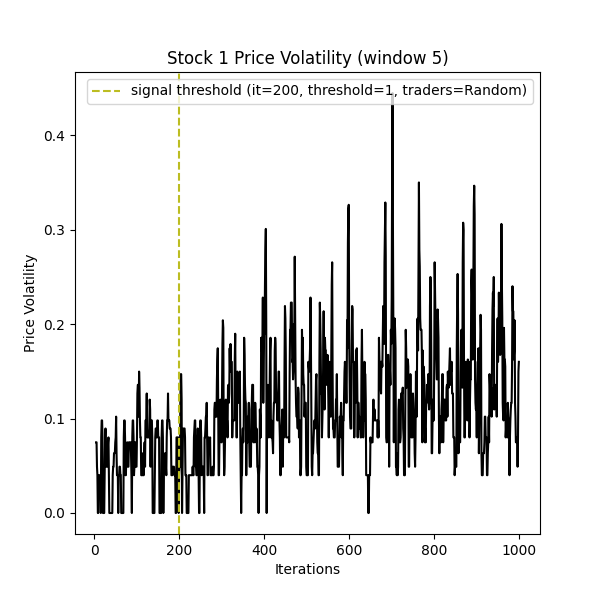 Stock 1 Price Volatility (window 5)
signal threshold (it=200, threshold=1, traders=Random)
0.4
0.3
0.2
0.1
0.0
Price Volatility
0 200 400 600 800 1000
Iterations